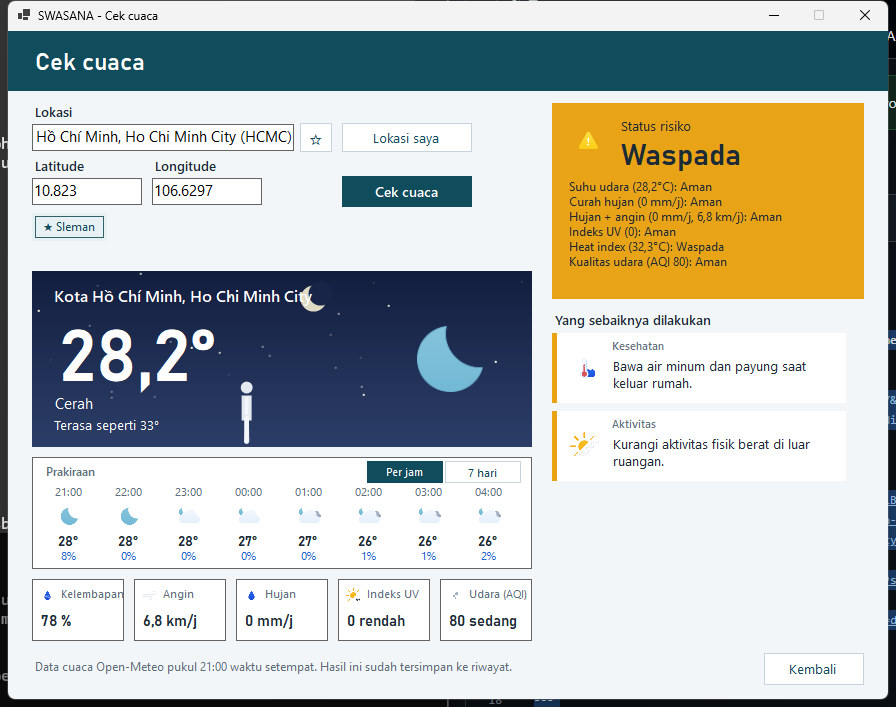 SWASANA - Cek cuaca
Cek cuaca
Lokasi
Hồ Chí Minh, Ho Chi Minh City (HCMC)
Lokasi saya
Latitude
Longitude
10.823
106.6297
Cek cuaca
★ Sleman
Kota Hồ Chí Minh, Ho Chi Minh City
28,2°
Cerah
Terasa seperti 33°
Prakiraan
Per jam
7 hari
21:00 22:00 23:00 00:00 01:00 02:00 03:00 04:00
28° 28° 28° 27° 27° 26° 26° 26°
8% 0% 0% 0% 0% 1% 1% 2%
Kelembapan
78 %
Angin
6,8 km/j
Hujan
0 mm/j
Indeks UV
0 rendah
Udara (AQI)
80 sedang
Data cuaca Open-Meteo pukul 21:00 waktu setempat. Hasil ini sudah tersimpan ke riwayat.
Status risiko
Waspada
Suhu udara (28,2°C): Aman
Curah hujan (0 mm/j): Aman
Hujan + angin (0 mm/j, 6,8 km/j): Aman
Indeks UV (0): Aman
Heat index (32,3°C): Waspada
Kualitas udara (AQI 80): Aman
Yang sebaiknya dilakukan
Kesehatan
Bawa air minum dan payung saat
keluar rumah.
Aktivitas
Kurangi aktivitas fisik berat di luar
ruangan.
Kembali
18